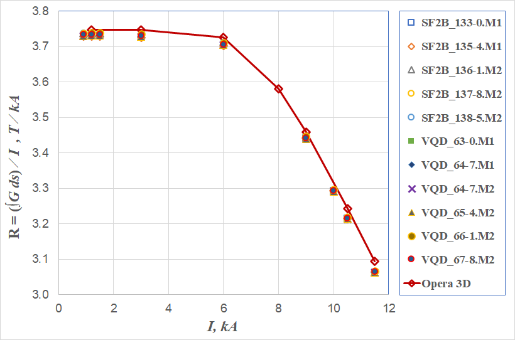 3.8
3.7
3.6
3.5
3.4
3.3
3.2
3.1
3.0
0 2 4 6 8 10 12
R = (∫G ds) / I , T / kA
I, kA
SF2B_133-0.M1
SF2B_135-4.M1
SF2B_136-1.M2
SF2B_137-8.M2
SF2B_138-5.M2
VQD_63-0.M1
VQD_64-7.M1
VQD_64-7.M2
VQD_65-4.M2
VQD_66-1.M2
VQD_67-8.M2
Opera 3D